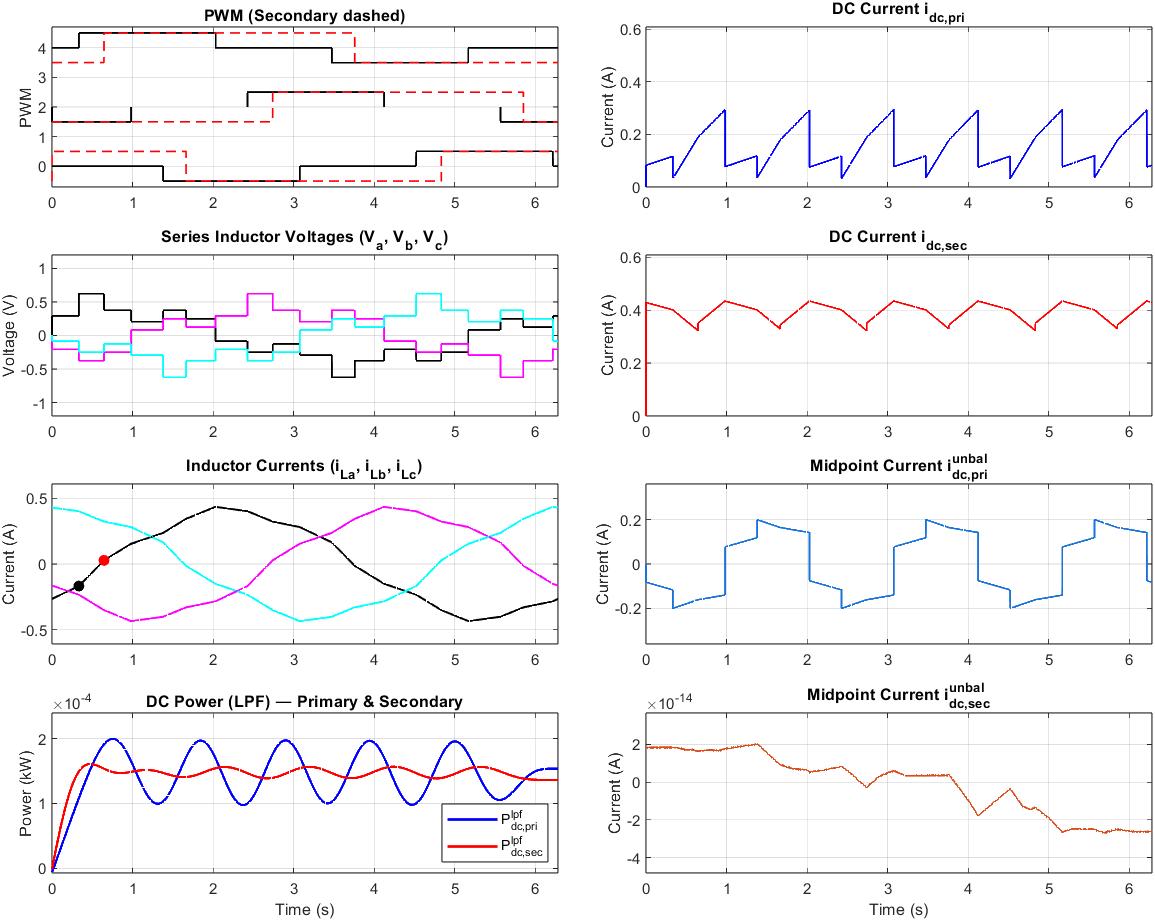 PWM (Secondary dashed)
PWM
4
3
2
1
0
0 1 2 3 4 5 6
DC Current i_dc,pri
Current (A)
0.6
0.4
0.2
0
0 1 2 3 4 5 6
Series Inductor Voltages (V_a, V_b, V_c)
Voltage (V)
1
0.5
0
-0.5
-1
0 1 2 3 4 5 6
DC Current i_dc,sec
Current (A)
0.6
0.4
0.2
0
0 1 2 3 4 5 6
Inductor Currents (i_La, i_Lb, i_Lc)
Current (A)
0.5
0
-0.5
0 1 2 3 4 5 6
Midpoint Current i^unbal_dc,pri
Current (A)
0.2
0
-0.2
0 1 2 3 4 5 6
×10^-4
DC Power (LPF) — Primary & Secondary
Power (kW)
2
1
0
P^lpf_dc,pri
P^lpf_dc,sec
0 1 2 3 4 5 6
Time (s)
×10^-14
Midpoint Current i^unbal_dc,sec
Current (A)
2
0
-2
-4
0 1 2 3 4 5 6
Time (s)